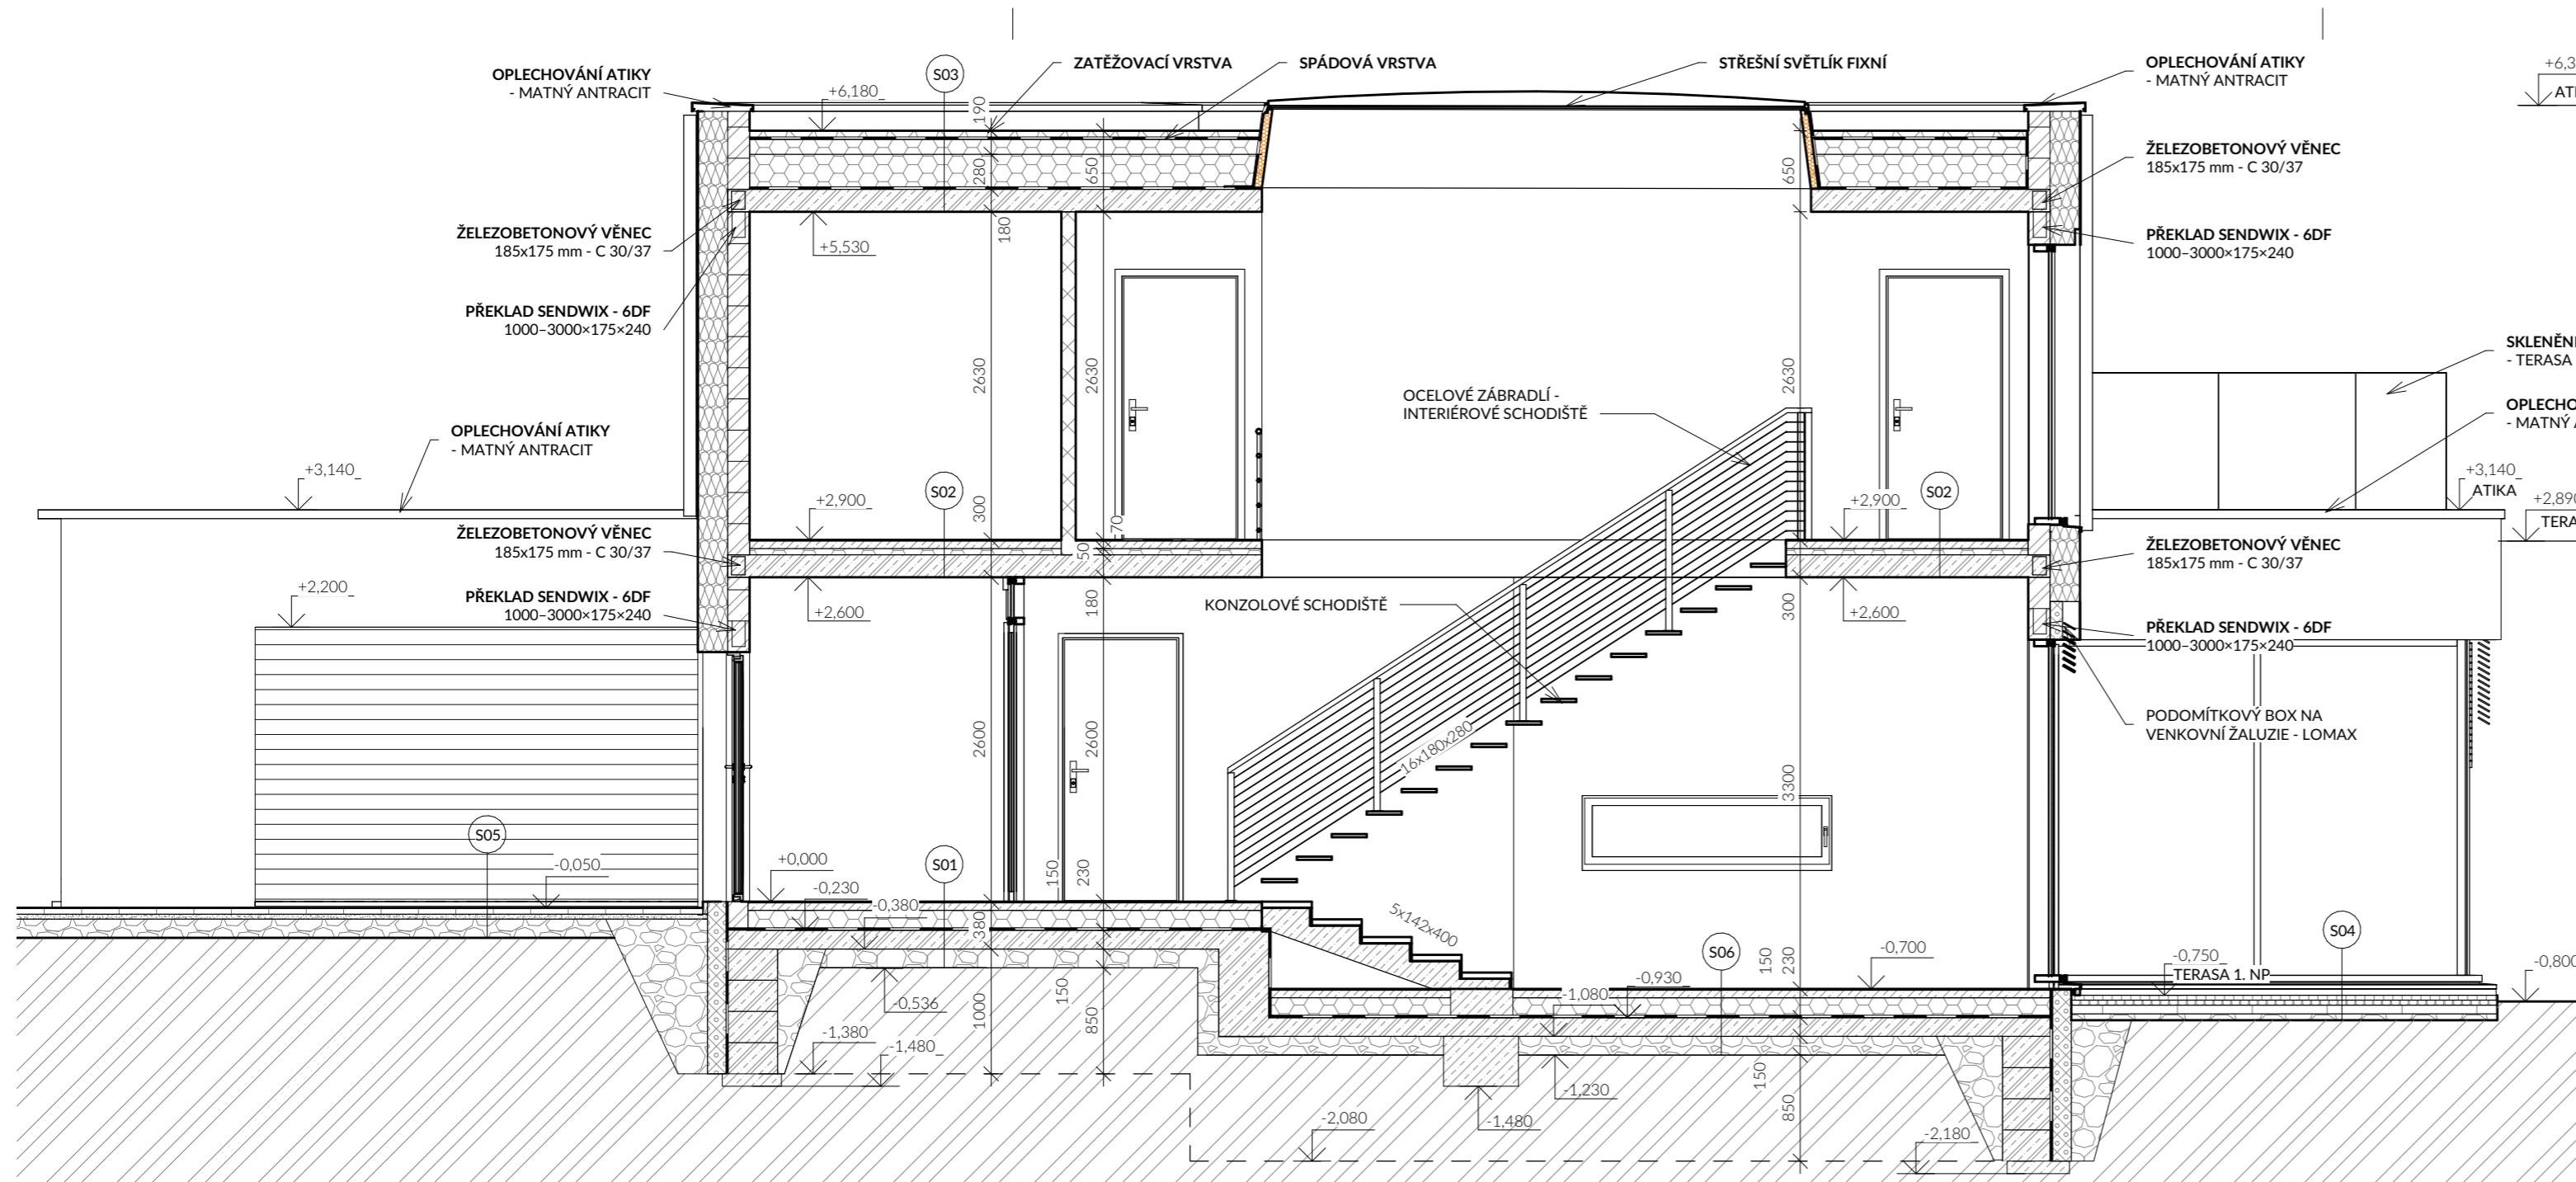 OPLECHOVÁNÍ ATIKY
- MATNÝ ANTRACIT
S03
ZATĚŽOVACÍ VRSTVA
SPÁDOVÁ VRSTVA
STŘEŠNÍ SVĚTLÍK FIXNÍ
OPLECHOVÁNÍ ATIKY
- MATNÝ ANTRACIT
+6,180
190
280
650
650
180
ŽELEZOBETONOVÝ VĚNEC
185x175 mm - C 30/37
ŽELEZOBETONOVÝ VĚNEC
185x175 mm - C 30/37
+5,530
PŘEKLAD SENDWIX - 6DF
1000–3000×175×240
PŘEKLAD SENDWIX - 6DF
1000–3000×175×240
2630
2630
2630
OCELOVÉ ZÁBRADLÍ -
INTERIÉROVÉ SCHODIŠTĚ
- TERASA
OPLECHOVÁNÍ ATIKY
- MATNÝ ANTRACIT
+3,140
+3,140
ATIKA
S02
S02
+2,900
+2,900
300
70
50
180
300
ŽELEZOBETONOVÝ VĚNEC
185x175 mm - C 30/37
ŽELEZOBETONOVÝ VĚNEC
185x175 mm - C 30/37
+2,200
+2,600
+2,600
PŘEKLAD SENDWIX - 6DF
1000–3000×175×240
KONZOLOVÉ SCHODIŠTĚ
PŘEKLAD SENDWIX - 6DF
1000–3000×175×240
PODOMÍTKOVÝ BOX NA
VENKOVNÍ ŽALUZIE - LOMAX
2600
2600
16x180x280
3300
S05
-0,050
+0,000
S01
150
230
-0,230
-0,380
380
5x142x400
S06
150
230
-0,700
S04
-0,750
TERASA 1. NP
-0,800
-0,930
-1,080
-0,536
1000
150
850
-1,380
-1,480
-1,230
-1,480
150
850
-2,080
-2,180